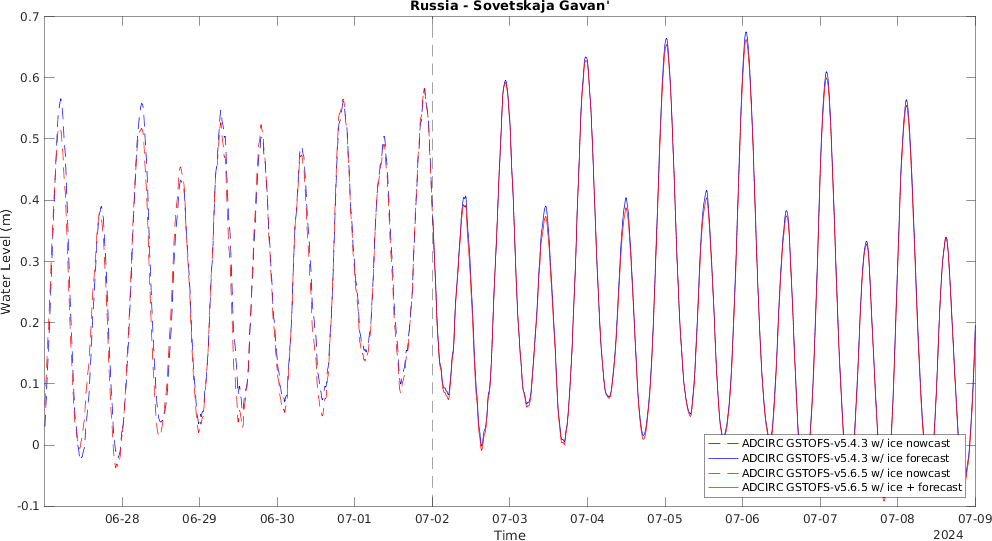 Russia - Sovetskaja Gavan'
0.7
0.6
0.5
0.4
0.3
0.2
0.1
0
-0.1
Water Level (m)
ADCIRC GSTOFS-v5.4.3 w/ ice nowcast
ADCIRC GSTOFS-v5.4.3 w/ ice forecast
ADCIRC GSTOFS-v5.6.5 w/ ice nowcast
ADCIRC GSTOFS-v5.6.5 w/ ice + forecast
06-28 06-29 06-30 07-01 07-02 07-03 07-04 07-05 07-06 07-07 07-08 07-09
Time
2024